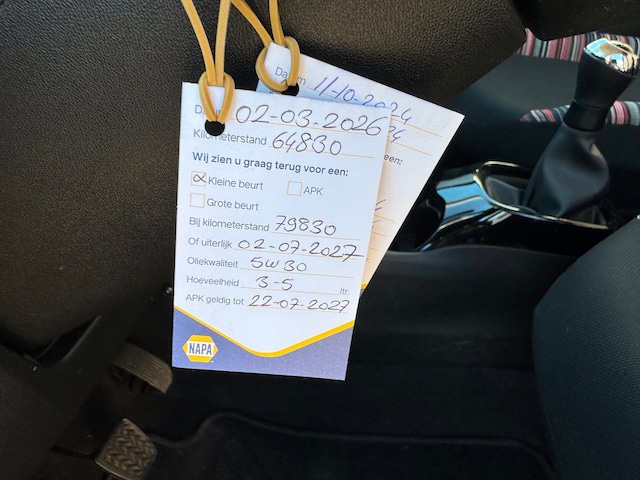 Datum 11-10-2024
een:
Datum 02-03-2026
Kilometerstand 64830
Wij zien u graag terug voor een:
Kleine beurt APK
Grote beurt
Bij kilometerstand 79830
Of uiterlijk 02-07-2027
Oliekwaliteit 5W30
Hoeveelheid 3-5 ltr.
APK geldig tot 22-07-2027
NAPA